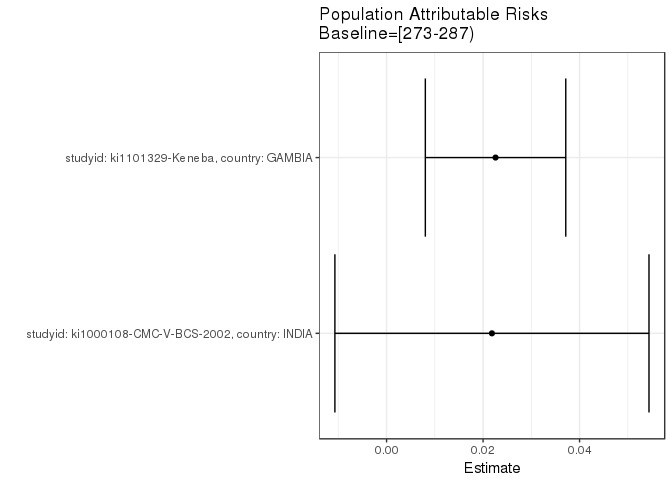 Population Attributable Risks
Baseline=[273-287)
studyid: ki1101329-Keneba, country: GAMBIA
studyid: ki1000108-CMC-V-BCS-2002, country: INDIA
0.00 0.02 0.04
Estimate